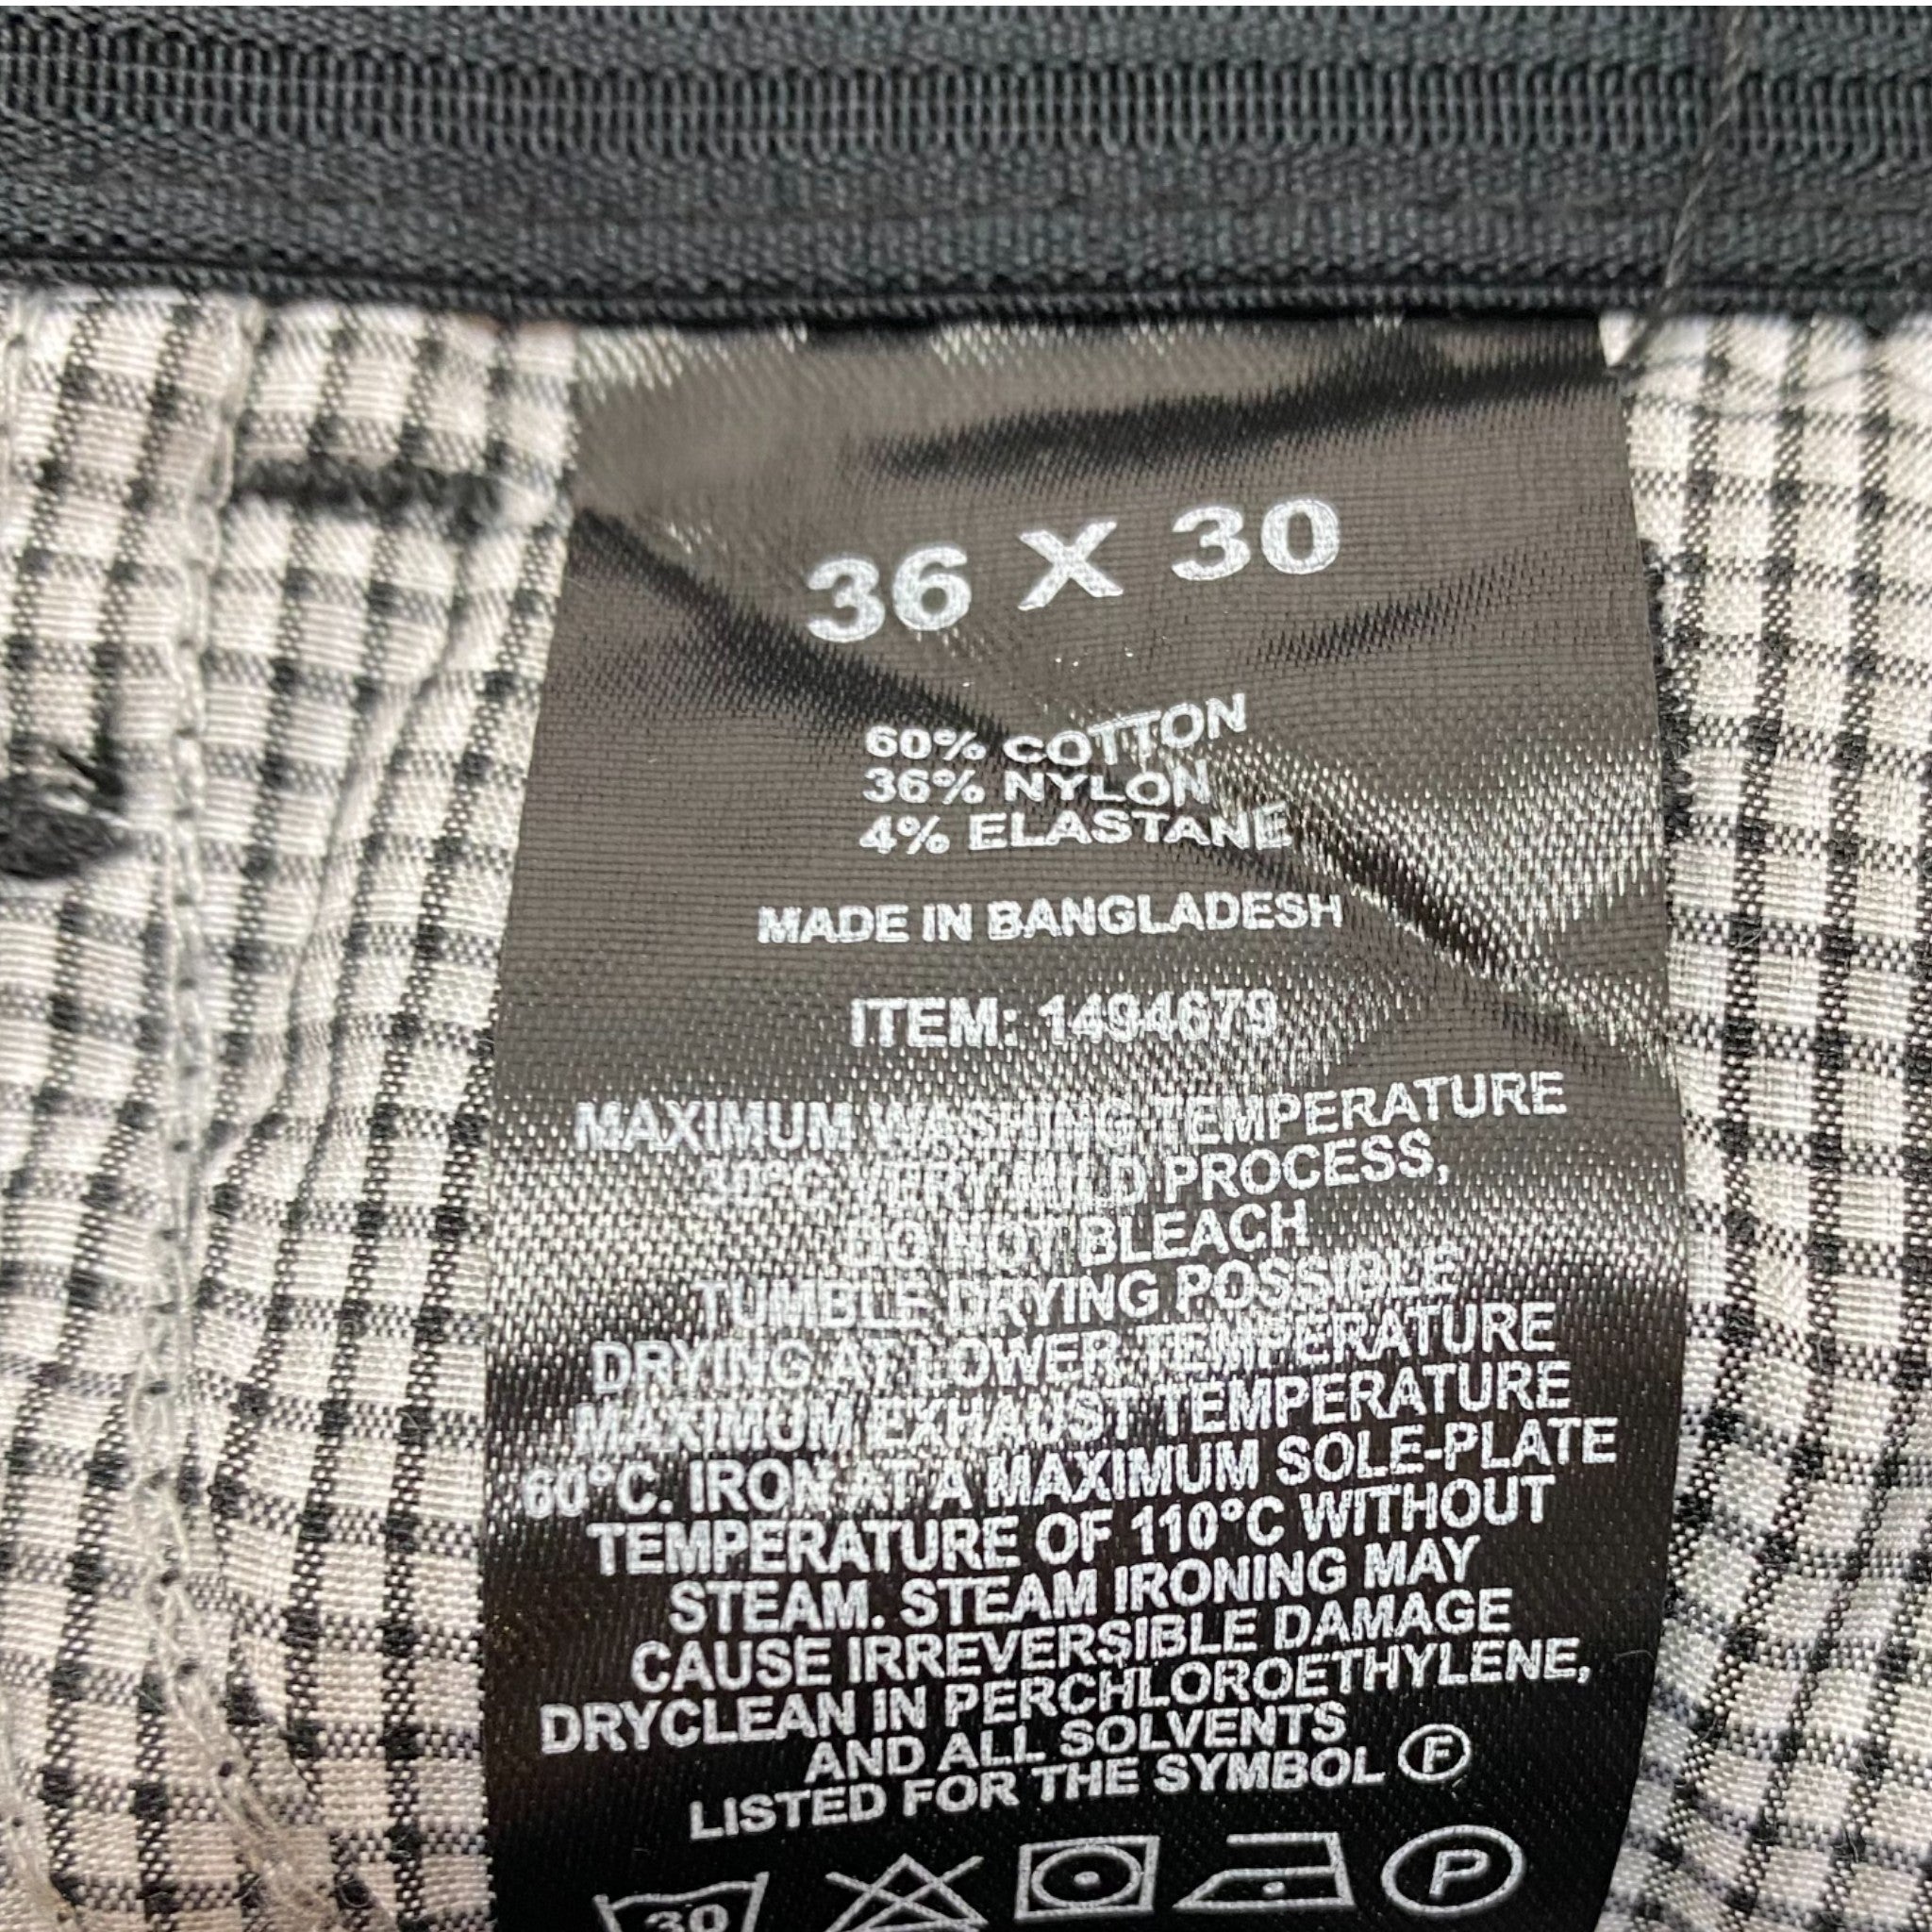 36 X 30
60% COTTON
36% NYLON
4% ELASTANE
MADE IN BANGLADESH
ITEM: 1494679
MAXIMUM WASHING TEMPERATURE
30°C VERY MILD PROCESS,
DO NOT BLEACH
TUMBLE DRYING POSSIBLE
DRYING AT LOWER TEMPERATURE
MAXIMUM EXHAUST TEMPERATURE
60°C. IRON AT A MAXIMUM SOLE-PLATE
TEMPERATURE OF 110°C WITHOUT
STEAM. STEAM IRONING MAY
CAUSE IRREVERSIBLE DAMAGE
DRYCLEAN IN PERCHLOROETHYLENE,
AND ALL SOLVENTS
LISTED FOR THE SYMBOL F
30 P